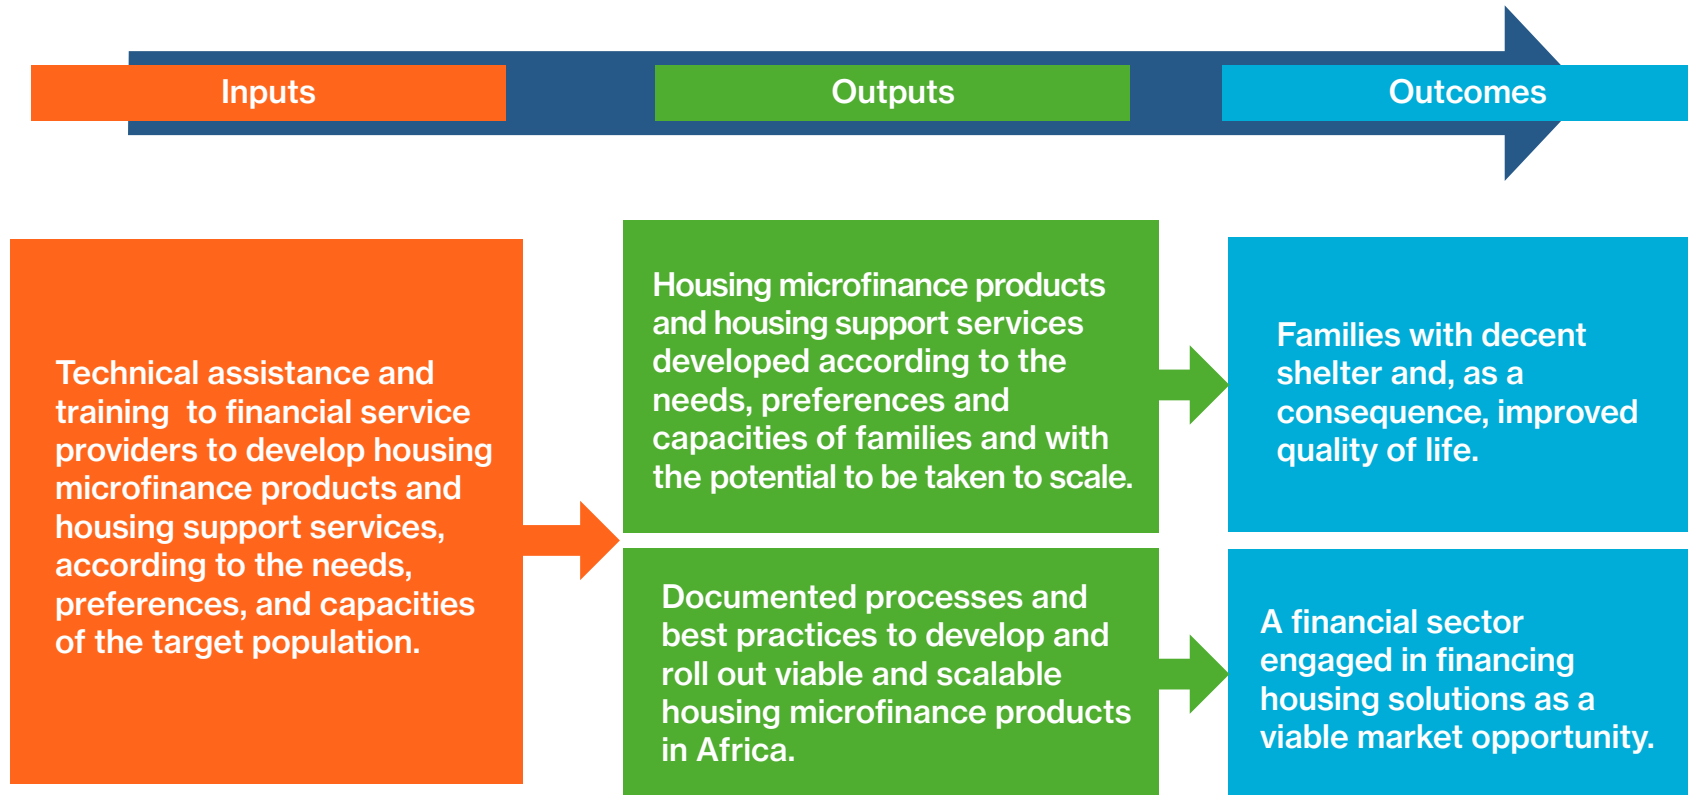 Inputs
Outputs
Outcomes
Technical assistance and
training  to financial service
providers to develop housing
microfinance products and
housing support services,
according to the needs,
preferences, and capacities
of the target population.
Housing microfinance products
and housing support services
developed according to the
needs, preferences and
capacities of families and with
the potential to be taken to scale.
Documented processes and
best practices to develop and
roll out viable and scalable
housing microfinance products
in Africa.
Families with decent
shelter and, as a
consequence, improved
quality of life.
A financial sector
engaged in financing
housing solutions as a
viable market opportunity.